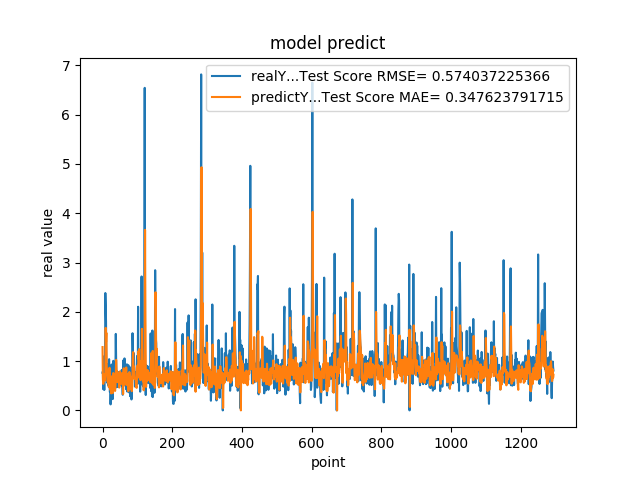 model predict
realY...Test Score RMSE= 0.574037225366
predictY...Test Score MAE= 0.347623791715
7
6
5
4
3
2
1
0
real value
0 200 400 600 800 1000 1200
point